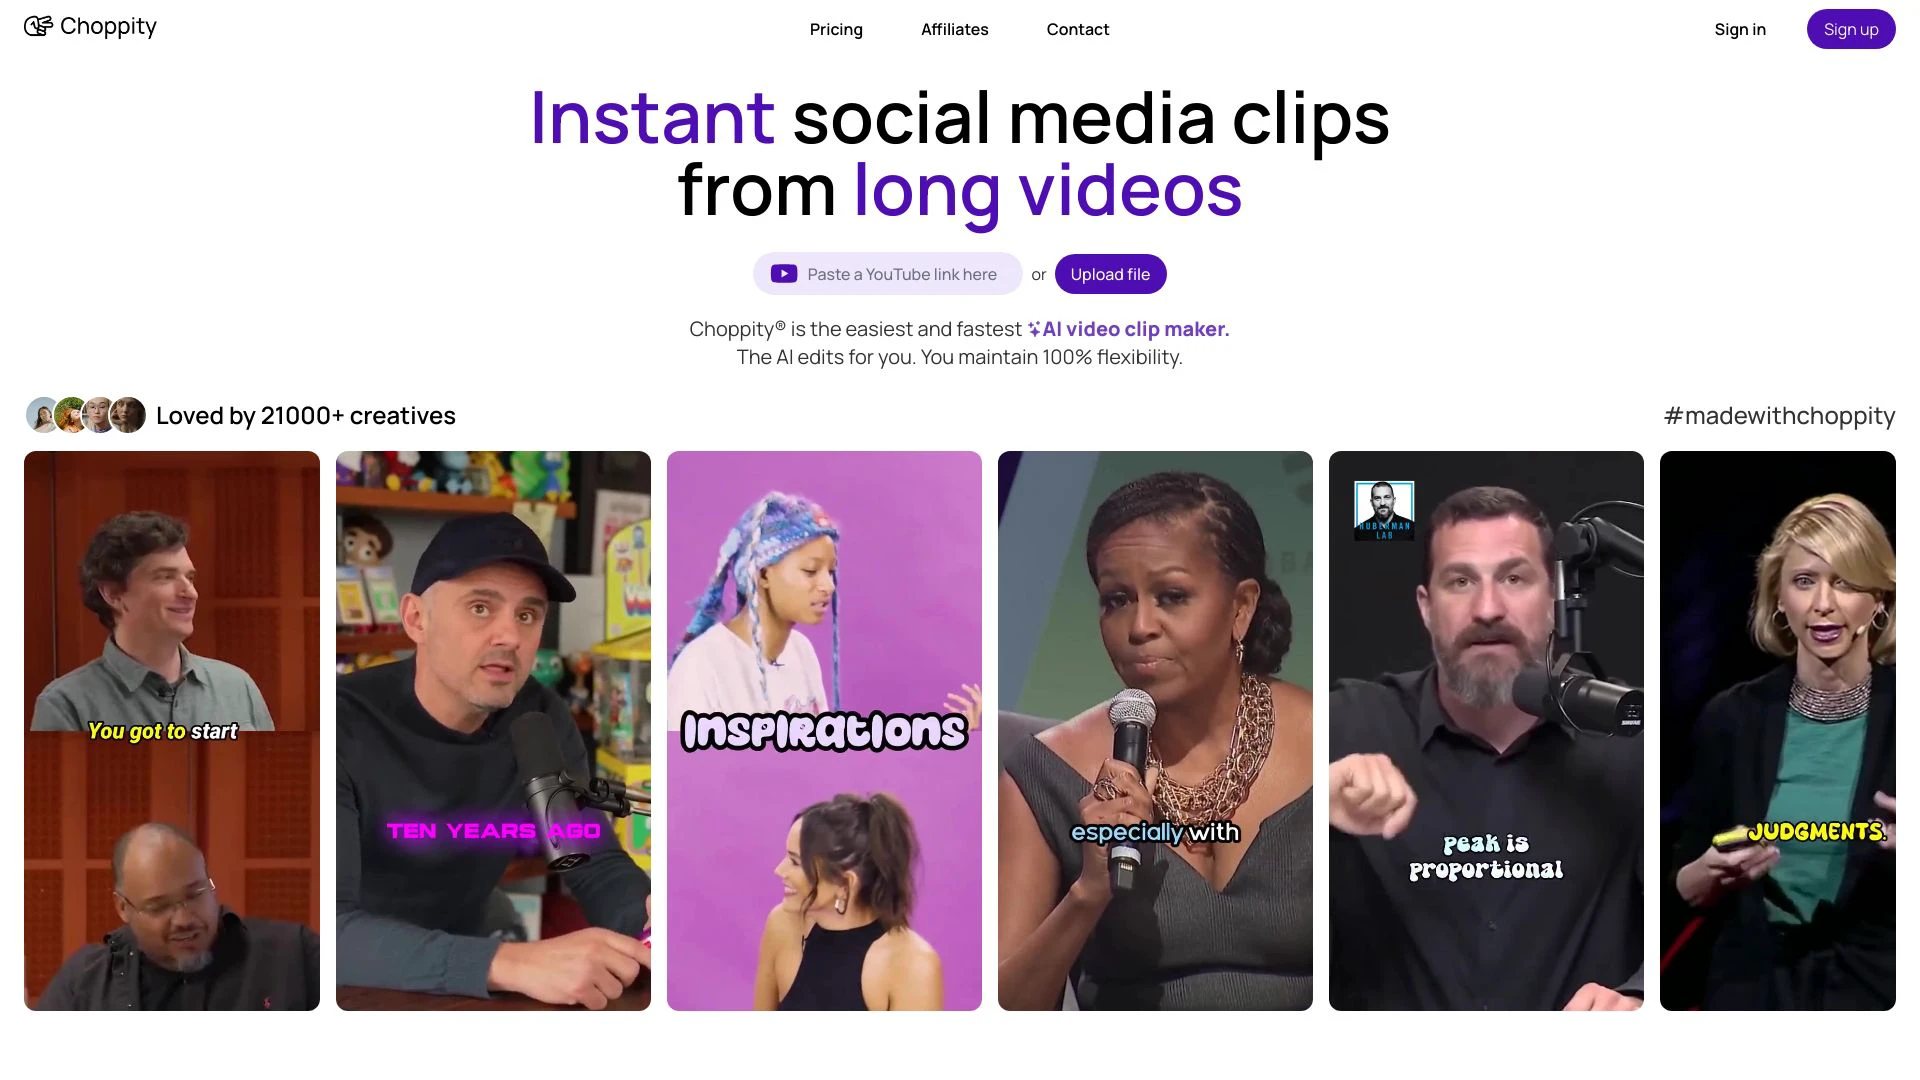 Choppity
Pricing
Affiliates
Contact
Sign in
Sign up
Instant social media clips
from long videos
Paste a YouTube link here
or
Upload file
Choppity® is the easiest and fastest AI video clip maker.
The AI edits for you. You maintain 100% flexibility.
Loved by 21000+ creatives
#madewithchoppity
You got to start
TEN YEARS AGO
Inspirations
especially with
HUBERMAN
LAB
peak is
proportional
SHURE
JUDGMENTS.